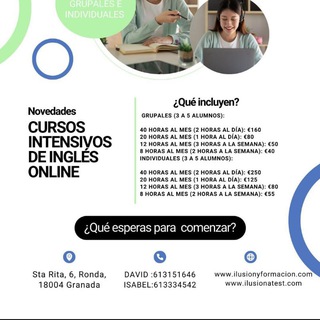 GRUPALES E
INDIVIDUALES
Novedades
CURSOS
INTENSIVOS
DE INGLÉS
ONLINE
¿Qué incluyen?
GRUPALES (3 A 5 ALUMNOS):
40 HORAS AL MES (2 HORAS AL DÍA): €160
20 HORAS AL MES (1 HORA AL DÍA): €80
12 HORAS AL MES (3 HORAS A LA SEMANA): €50
8 HORAS AL MES (2 HORAS A LA SEMANA): €40
INDIVIDUALES (3 A 5 ALUMNOS):
40 HORAS AL MES (2 HORAS AL DÍA): €250
20 HORAS AL MES (1 HORA AL DÍA): €125
12 HORAS AL MES (3 HORAS A LA SEMANA): €80
8 HORAS AL MES (2 HORAS A LA SEMANA): €55
¿Qué esperas para comenzar?
Sta Rita, 6, Ronda,
18004 Granada
DAVID :613151646
ISABEL:613334542
www.ilusionyformacion.com
www.ilusionatest.com